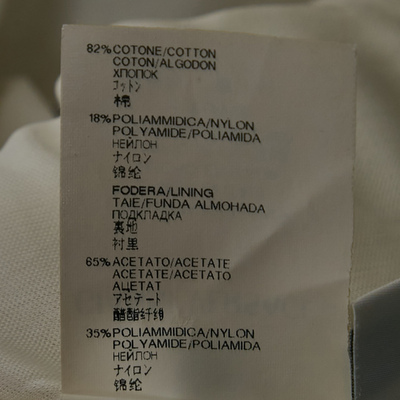 82% COTONE/COTTON
COTON/ALGODON
ХЛОПОК
コットン
棉
18% POLIAMMIDICA/NYLON
POLYAMIDE/POLIAMIDA
НЕЙЛОН
ナイロン
锦纶
FODERA/LINING
TAIE/FUNDA ALMOHADA
ПОДКЛАДКА
裏地
衬里
65% ACETATO/ACETATE
ACETATE/ACETATO
АЦЕТАТ
アセテート
醋酯纤维
35% POLIAMMIDICA/NYLON
POLYAMIDE/POLIAMIDA
НЕЙЛОН
ナイロン
锦纶